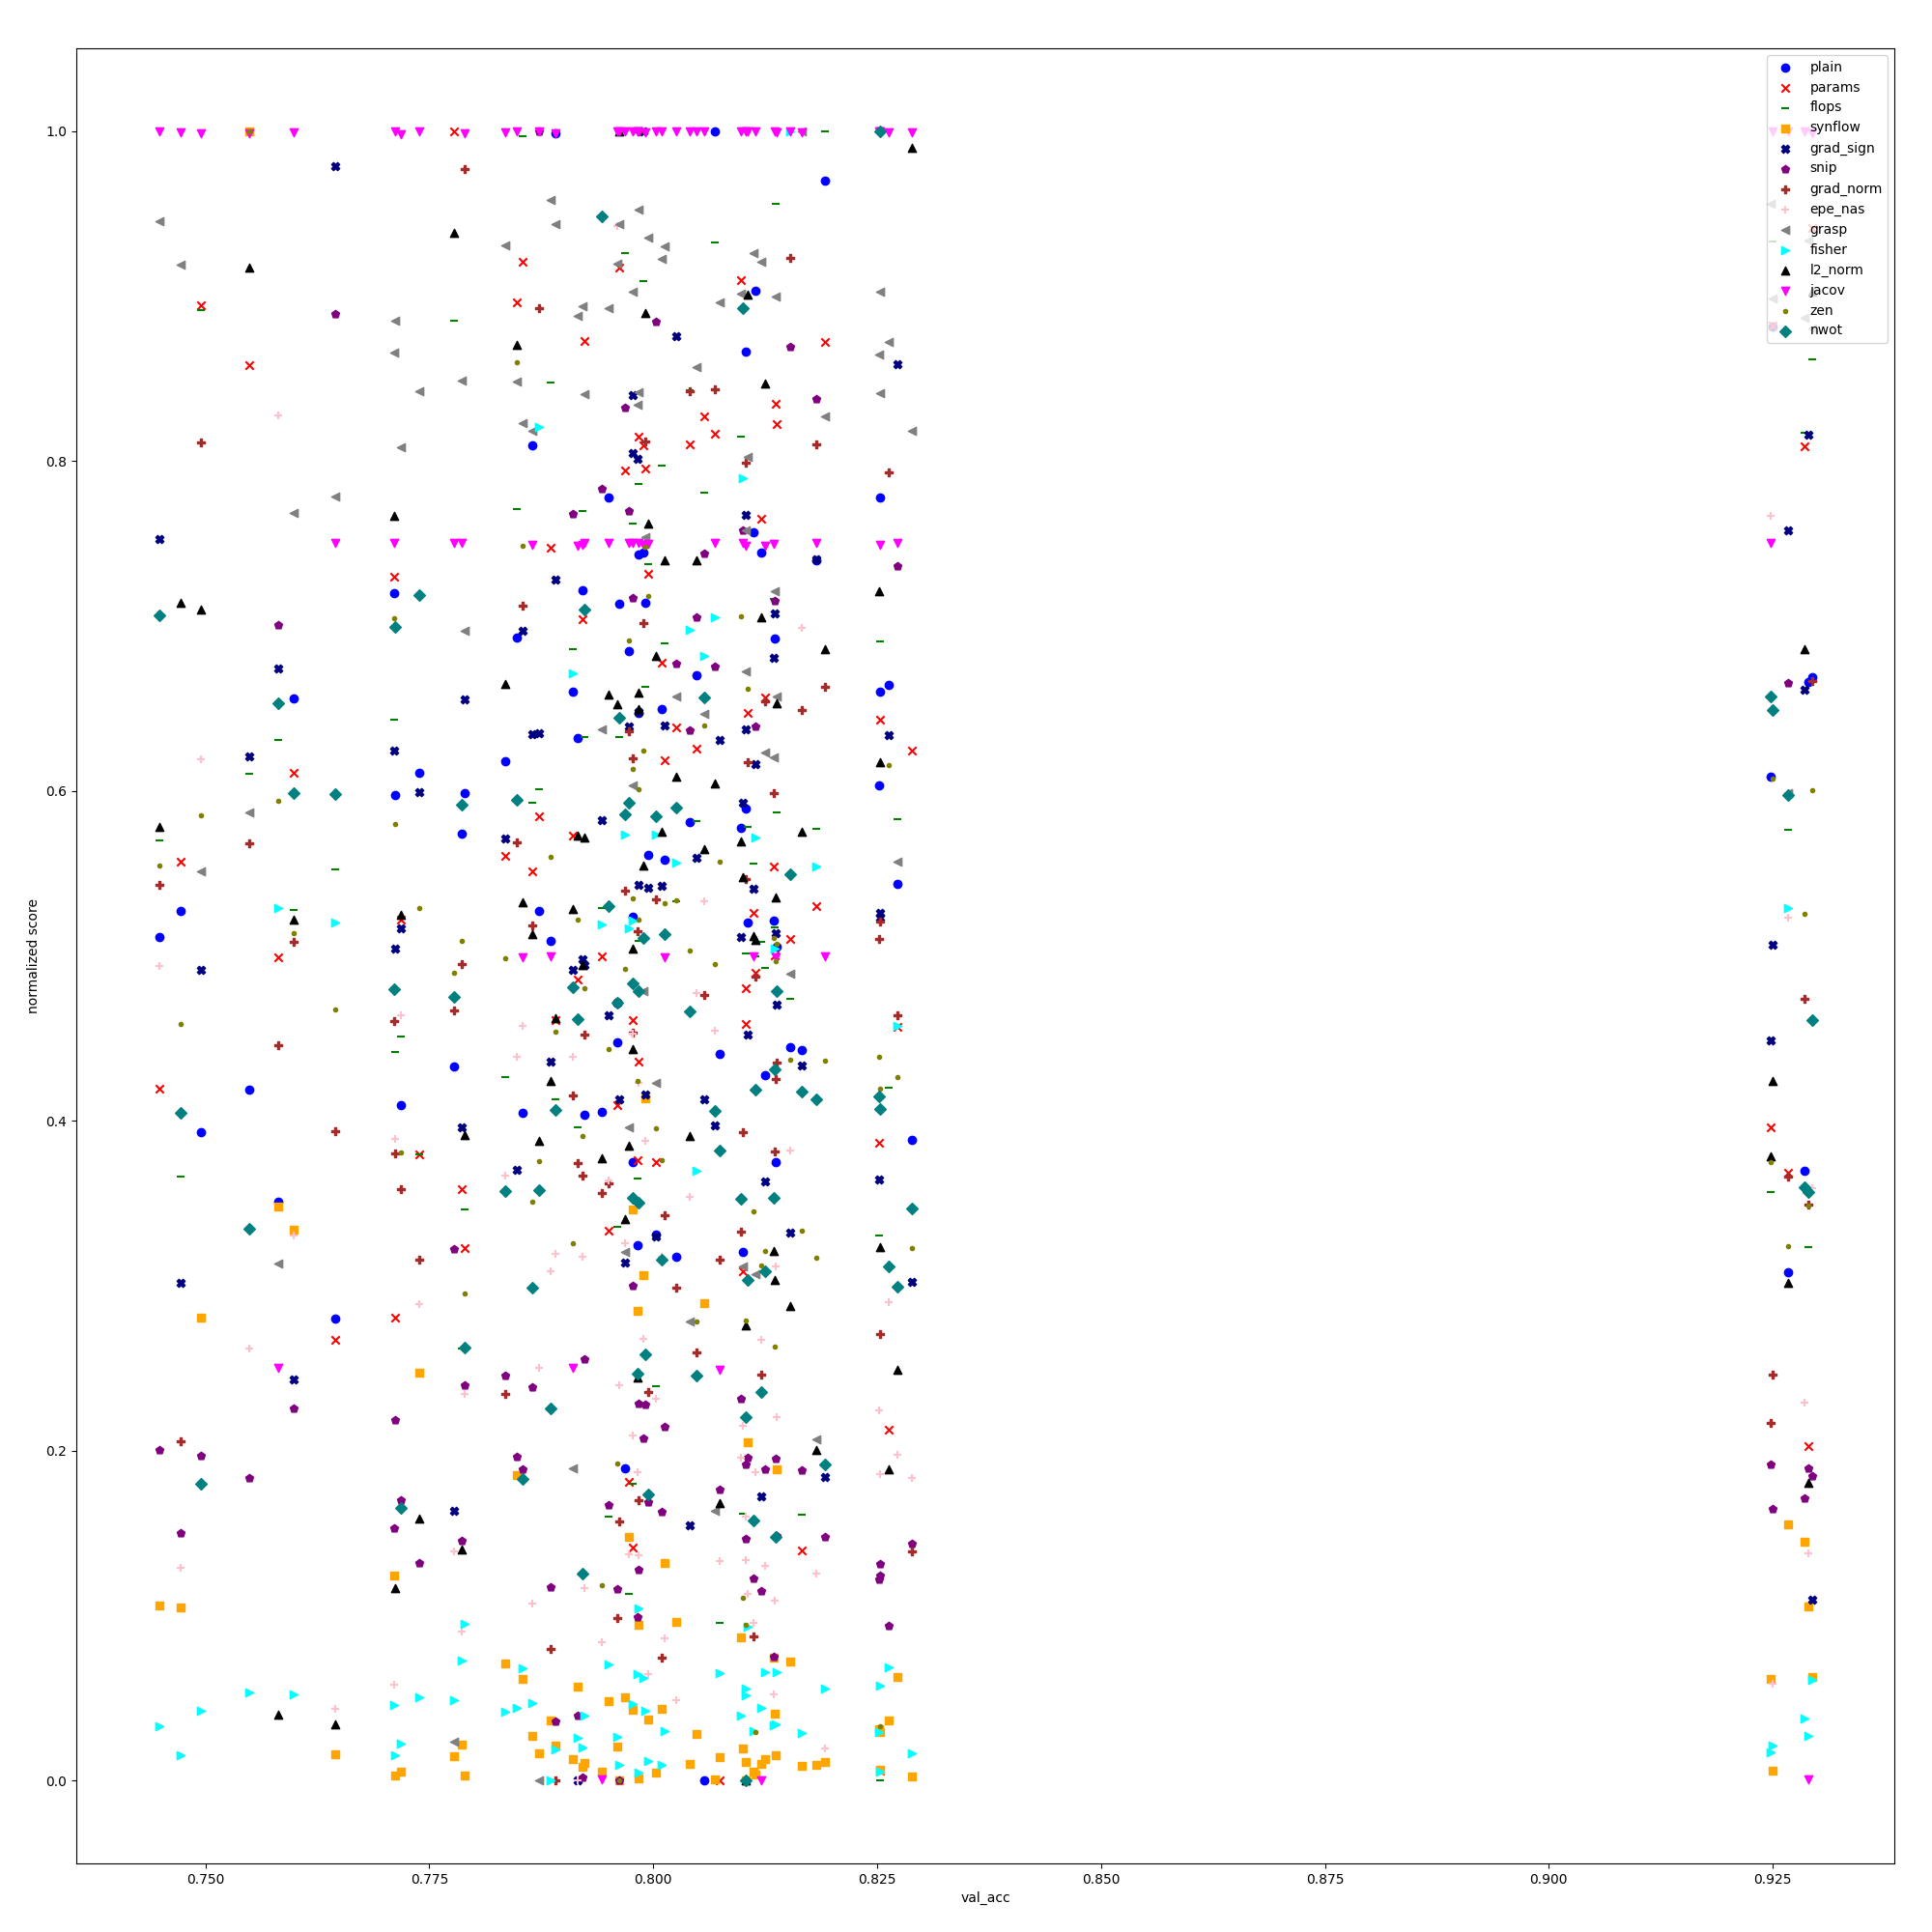 1.0
0.8
0.6
0.4
0.2
0.0
normalized score
0.750
0.775
0.800
0.825
0.850
0.875
0.900
0.925
val_acc
plain
params
flops
synflow
grad_sign
snip
grad_norm
epe_nas
grasp
fisher
l2_norm
jacov
zen
nwot